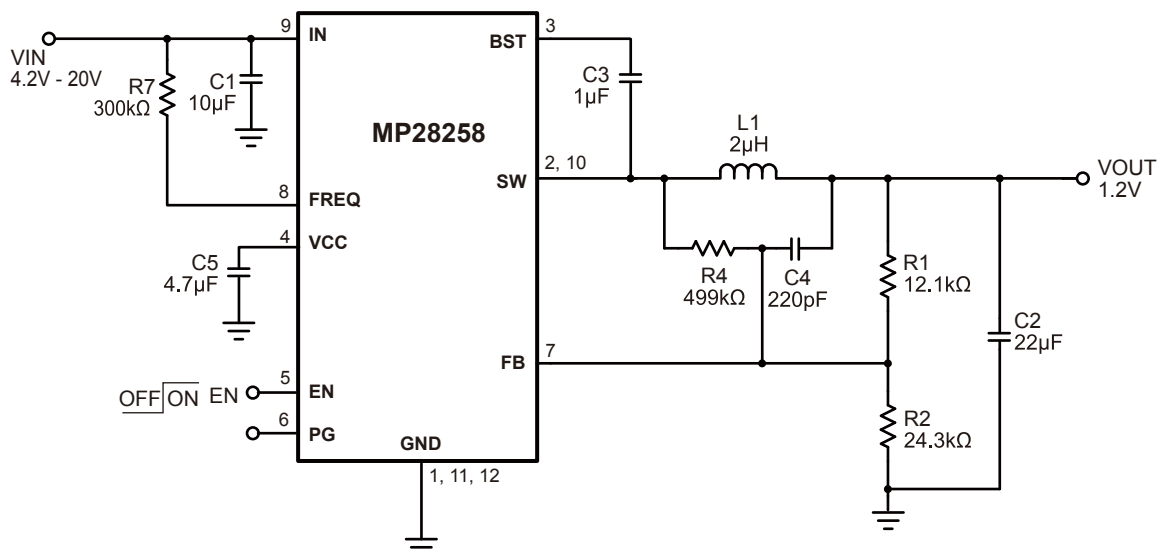 9
IN
BST
3
VIN
4.2V - 20V
R7
300kΩ
C1
10µF
C3
1µF
MP28258
L1
2µH
2, 10
SW
VOUT
1.2V
8
FREQ
4
VCC
C5
4.7µF
R4
499kΩ
C4
220pF
R1
12.1kΩ
C2
22µF
7
FB
5
OFF ON EN
EN
6
PG
R2
24.3kΩ
GND
1, 11, 12